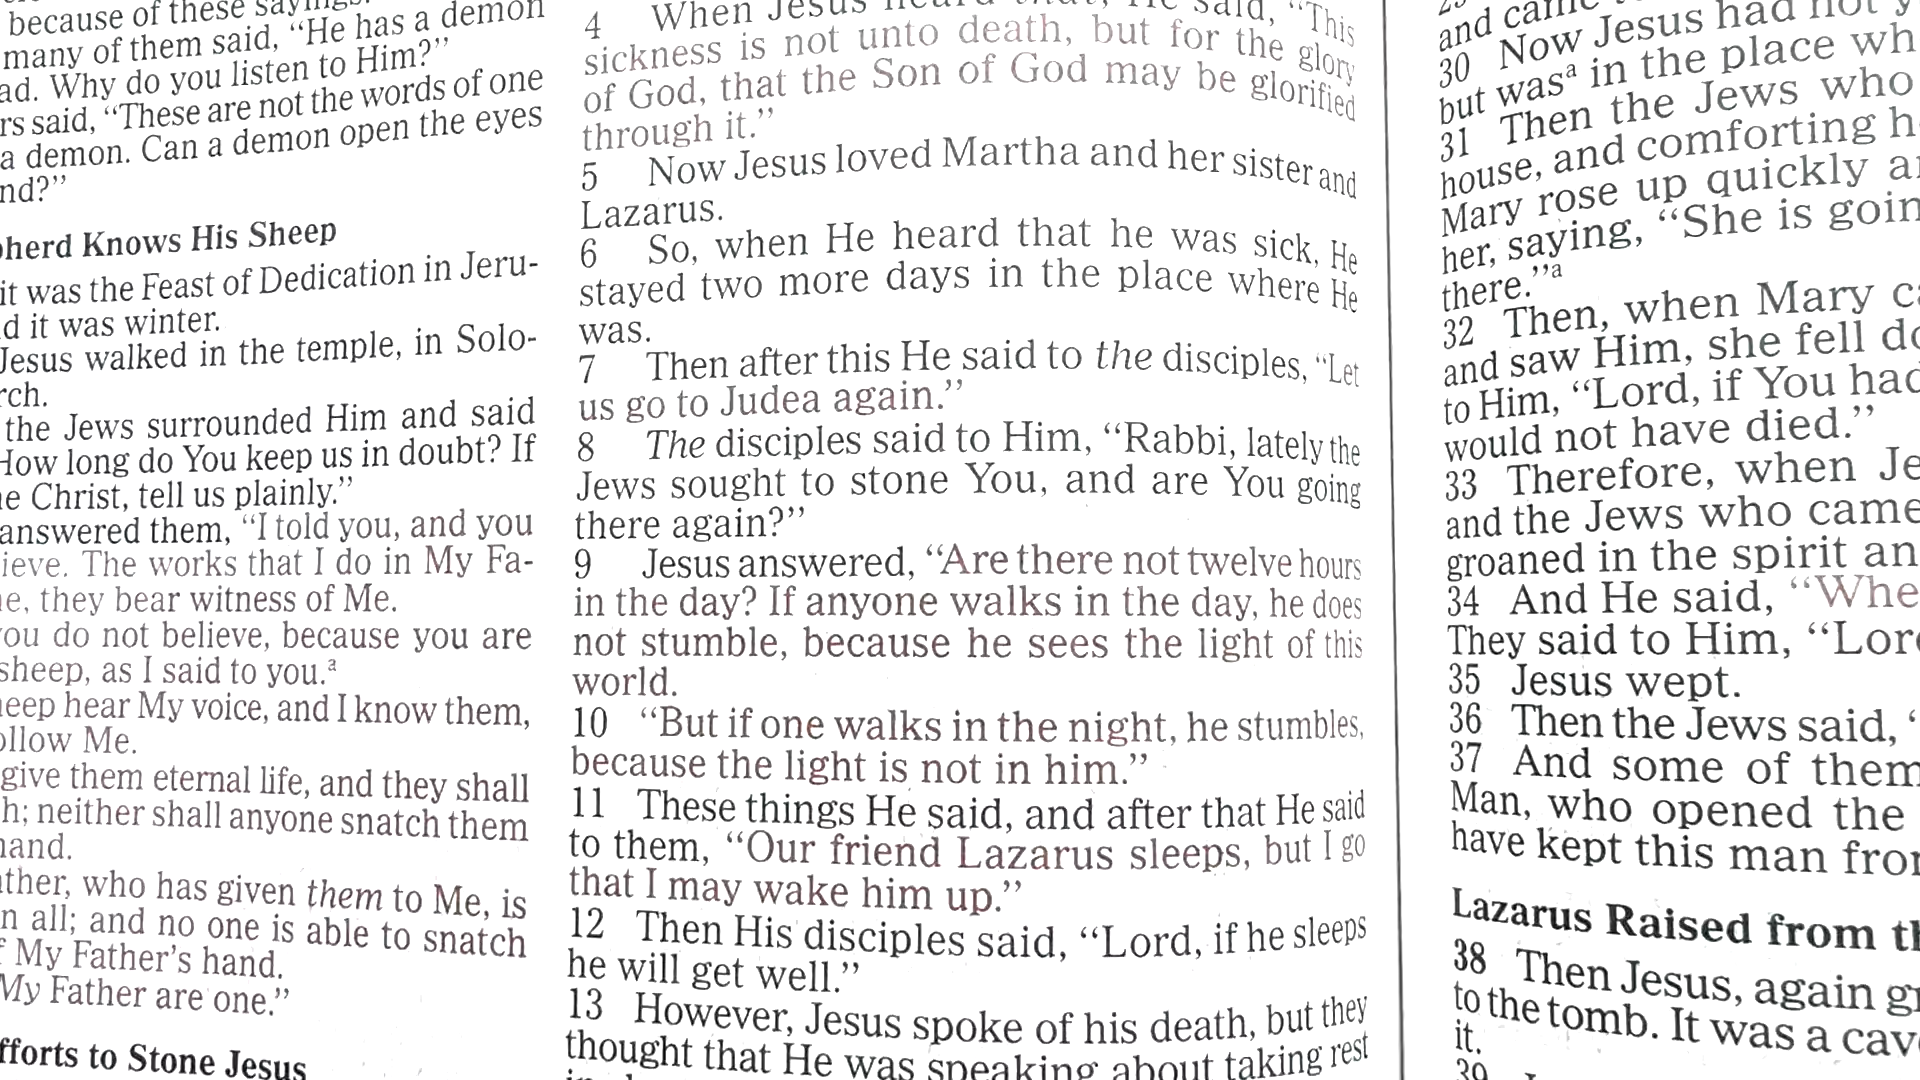 because of these sayings.
many of them said, “He has a demon
ad. Why do you listen to Him?”
rs said, “These are not the words of one
a demon. Can a demon open the eyes
nd?”
herd Knows His Sheep
it was the Feast of Dedication in Jeru-
d it was winter.
Jesus walked in the temple, in Solo-
rch.
the Jews surrounded Him and said
How long do You keep us in doubt? If
e Christ, tell us plainly.”
answered them, “I told you, and you
ieve. The works that I do in My Fa-
e, they bear witness of Me.
you do not believe, because you are
sheep, as I said to you.a
eep hear My voice, and I know them,
ollow Me.
give them eternal life, and they shall
h; neither shall anyone snatch them
hand.
ther, who has given them to Me, is
n all; and no one is able to snatch
f My Father’s hand.
My Father are one.”
fforts to Stone Jesus
4 When Jesus heard that, He said, “This
sickness is not unto death, but for the glory
of God, that the Son of God may be glorified
through it.”
5 Now Jesus loved Martha and her sister and
Lazarus.
6 So, when He heard that he was sick, He
stayed two more days in the place where He
was.
7 Then after this He said to the disciples, “Let
us go to Judea again.”
8 The disciples said to Him, “Rabbi, lately the
Jews sought to stone You, and are You going
there again?”
9 Jesus answered, “Are there not twelve hours
in the day? If anyone walks in the day, he does
not stumble, because he sees the light of this
world.
10 “But if one walks in the night, he stumbles,
because the light is not in him.”
11 These things He said, and after that He said
to them, “Our friend Lazarus sleeps, but I go
that I may wake him up.”
12 Then His disciples said, “Lord, if he sleeps
he will get well.”
13 However, Jesus spoke of his death, but they
thought that He was speaking about taking rest
and came
30 Now Jesus had not y
but wasa in the place wh
31 Then the Jews who
house, and comforting h
Mary rose up quickly a
her, saying, “She is goin
there.”a
32 Then, when Mary ca
and saw Him, she fell do
to Him, “Lord, if You had
would not have died.”
33 Therefore, when Je
and the Jews who came
groaned in the spirit an
34 And He said, “Whe
They said to Him, “Lor
35 Jesus wept.
36 Then the Jews said, “
37 And some of them
Man, who opened the
have kept this man from
Lazarus Raised from th
38 Then Jesus, again gr
to the tomb. It was a cav
it.
39